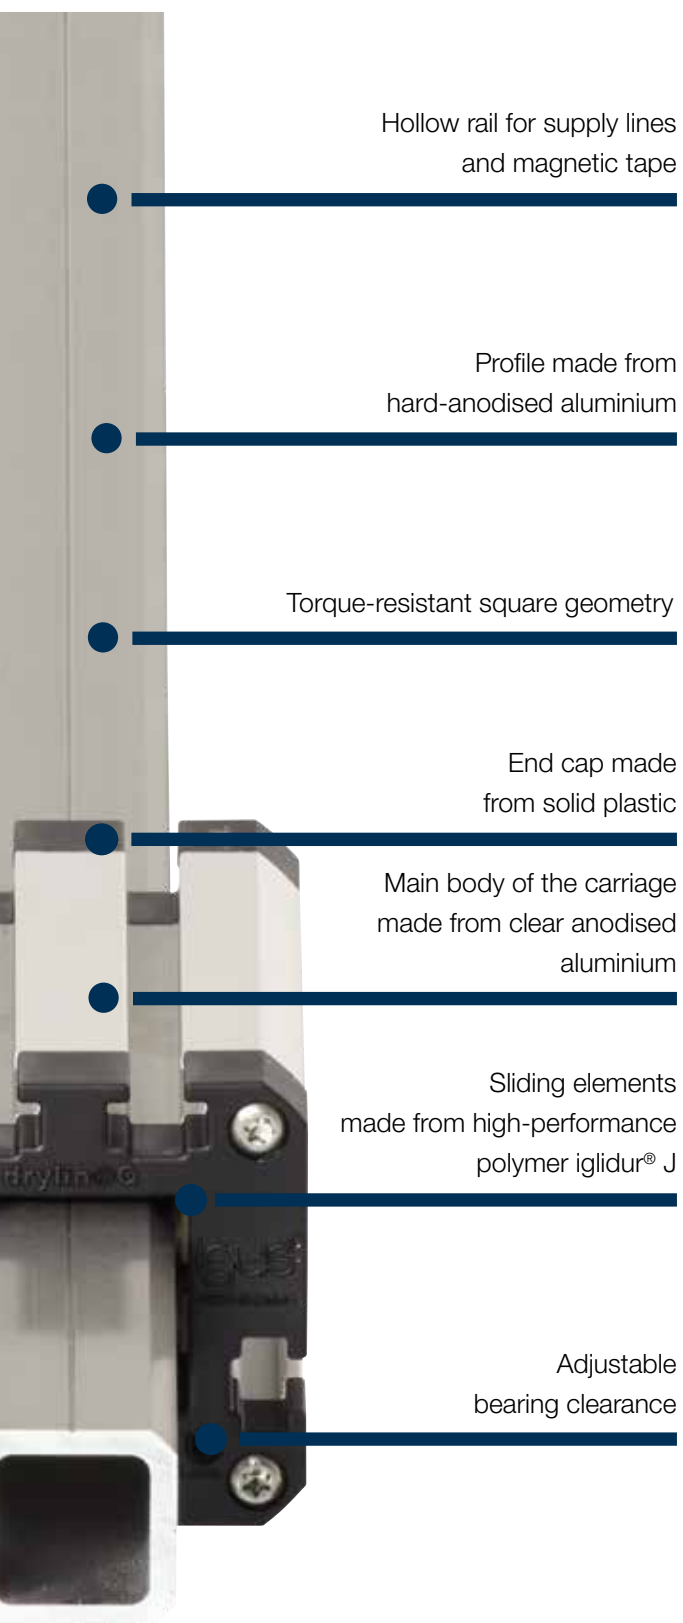 Hollow rail for supply lines
and magnetic tape
Profile made from
hard-anodised aluminium
Torque-resistant square geometry
End cap made
from solid plastic
Main body of the carriage
made from clear anodised
aluminium
Sliding elements
made from high-performance
polymer iglidur® J
drylin®Q
igus®
Adjustable
bearing clearance